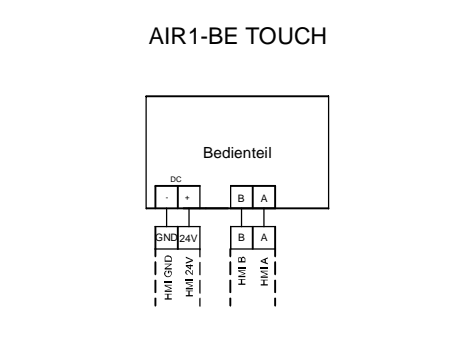 AIR1-BE TOUCH
Bedienteil
DC
- + B A
GND 24V B A
HMI GND
HMI 24V
HMI B
HMI A